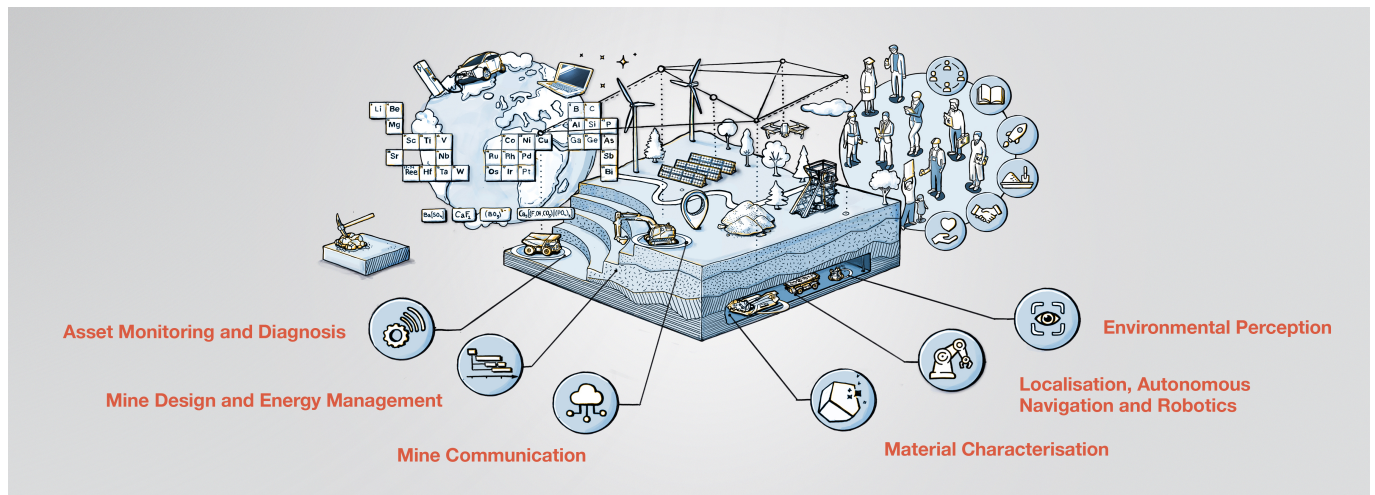 Li Be
B C
Mg
Al Si P
Sc Ti V
Co Ni Cu
Ga Ge As
Sr
Nb
Ru Rh Pd
Sb
Ree Hf Ta W
Os Ir Pt
Bi
CaF₂
Asset Monitoring and Diagnosis
Environmental Perception
Mine Design and Energy Management
Localisation, Autonomous
Navigation and Robotics
Mine Communication
Material Characterisation